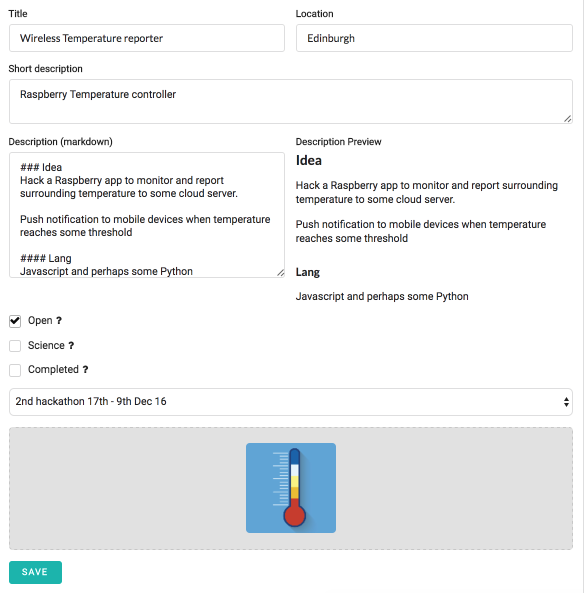 Title
Location
Wireless Temperature reporter
Edinburgh
Short description
Raspberry Temperature controller
Description (markdown)
### Idea
Hack a Raspberry app to monitor and report
surrounding temperature to some cloud server.
Push notification to mobile devices when temperature
reaches some threshold
#### Lang
Javascript and perhaps some Python
Description Preview
Idea
Hack a Raspberry app to monitor and report surrounding
temperature to some cloud server.
Push notification to mobile devices when temperature
reaches some threshold
Lang
Javascript and perhaps some Python
Open ?
Science ?
Completed ?
2nd hackathon 17th - 9th Dec 16
SAVE